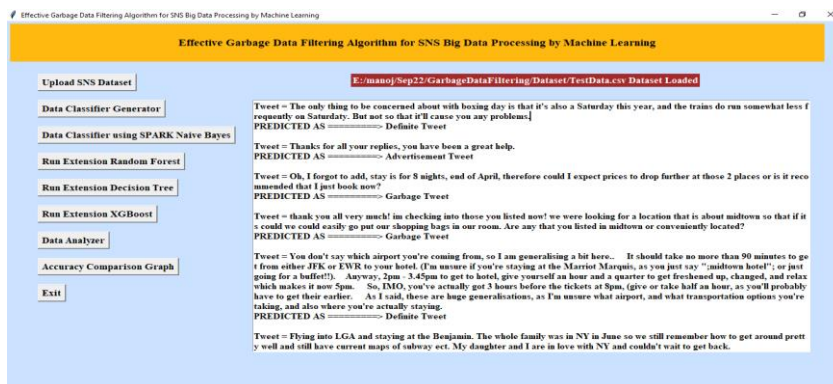 Effective Garbage Data Filtering Algorithm for SNS Big Data Processing by Machine Learning
Effective Garbage Data Filtering Algorithm for SNS Big Data Processing by Machine Learning
Upload SNS Dataset
Data Classifier Generator
Data Classifier using SPARK Naive Bayes
Run Extension Random Forest
Run Extension Decision Tree
Run Extension XGBoost
Data Analyzer
Accuracy Comparison Graph
Exit
E:/manoj/Sep22/GarbageDataFiltering/Dataset/TestData.csv Dataset Loaded
Tweet = The only thing to be concerned about with boxing day is that it's also a Saturday this year, and the trains do run somewhat less f
requently on Saturdaty. But not so that it'll cause you any problems.
PREDICTED AS =========> Definite Tweet
Tweet = Thanks for all your replies, you have been a great help.
PREDICTED AS =========> Advertisement Tweet
Tweet = Oh, I forgot to add, stay is for 8 nights, end of April, therefore could I expect prices to drop further at those 2 places or is it reco
mmended that I just book now?
PREDICTED AS =========> Garbage Tweet
Tweet = thank you all very much! im checking into those you listed now! we were looking for a location that is about midtown so that if it
s could we could easily go put our shopping bags in our room. Are any that you listed in midtown or conviently located?
PREDICTED AS =========> Garbage Tweet
Tweet = You don't say which airport you're coming from, so I am generalising a bit here.. It should take no more than 90 minutes to ge
t from either JFK or EWR to your hotel. (I'm unsure if you're staying at the Marriot Marquis, as you just say ";midtown hotel"; or just
going for a buffet!!). Anyway, 2pm - 3.45pm to get to hotel, give yourself an hour and a quarter to get freshened up, changed, and relax
which makes it now 5pm. So, IMO, you've actually got 3 hours before the tickets at 8pm, (give or take half an hour, as you'll probably
have to get their earlier. As I said, these are huge generalisations, as I'm unsure what airport, and what transportation options you're
taking, and also where you're actually staying.
PREDICTED AS =========> Definite Tweet
Tweet = Flying into LGA and staying at the Benjamin. The whole family was in NY in June so we still remember how to get around prett
y well and still have current maps of subway ect. My daughter and I are in love with NY and couldn't wait to get back.